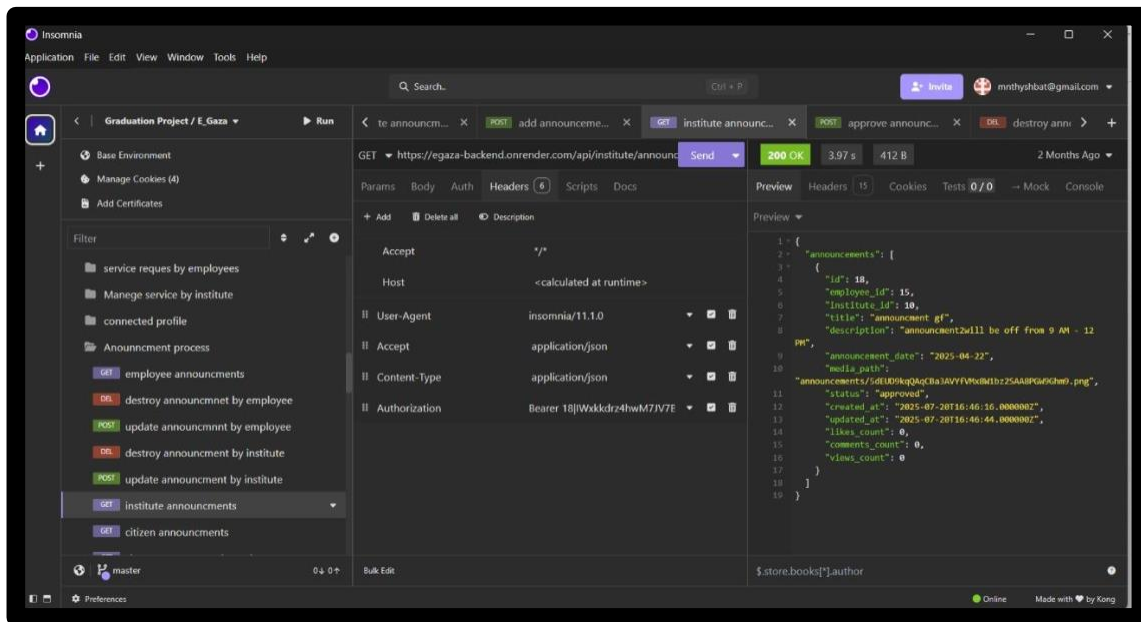 Insomnia
Application File Edit View Window Tools Help
Search.. Ctrl + P Invite mnthyshbat@gmail.com
Graduation Project / E_Gaza Run
te announcm... POST add announceme... GET institute announc... POST approve announc... DEL destroy ann
Base Environment
Manage Cookies (4)
Add Certificates
Filter
service reques by employees
Manege service by institute
connected profile
Anounncment process
GET employee announcments
DEL destroy announcmnet by employee
POST update announcmnnt by employee
DEL destroy announcment by institute
POST update announcment by institute
GET institute announcments
GET citizen announcments
master 0↓ 0↑
Preferences
GET https://egaza-backend.onrender.com/api/institute/announc Send
Params Body Auth Headers 6 Scripts Docs
+ Add Delete all Description
Accept */*
Host <calculated at runtime>
User-Agent insomnia/11.1.0
Accept application/json
Content-Type application/json
Authorization Bearer
Bulk Edit
200 OK 3.97 s 412 B 2 Months Ago
Preview Headers 15 Cookies Tests 0 / 0 → Mock Console
Preview
1 {
2 "announcements": [
3 {
4 "id": 18,
5 "employee_id": 15,
6 "institute_id": 10,
7 "title": "announcment gf",
8 "description": "announcment2will be off from 9 AM - 12
PM",
9 "announcement_date": "2025-04-22",
10 "media_path":
11 "status": "approved",
12 "created_at": "2025-07-20T16:46:16.000000Z",
13 "updated_at": "2025-07-20T16:46:44.000000Z",
14 "likes_count": 0,
15 "comments_count": 0,
16 "views_count": 0
17 }
18 ]
19 }
$.store.books[*].author
Online Made with ♥ by Kong